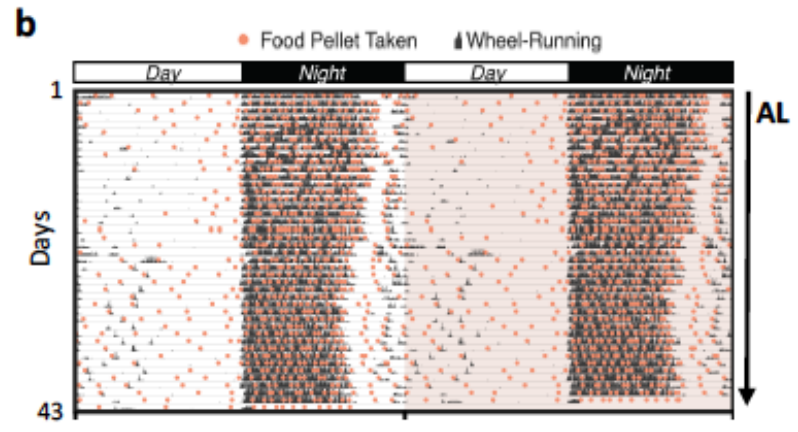 b
Food Pellet Taken Wheel-Running
Day Night Day Night
1
AL
Days
43